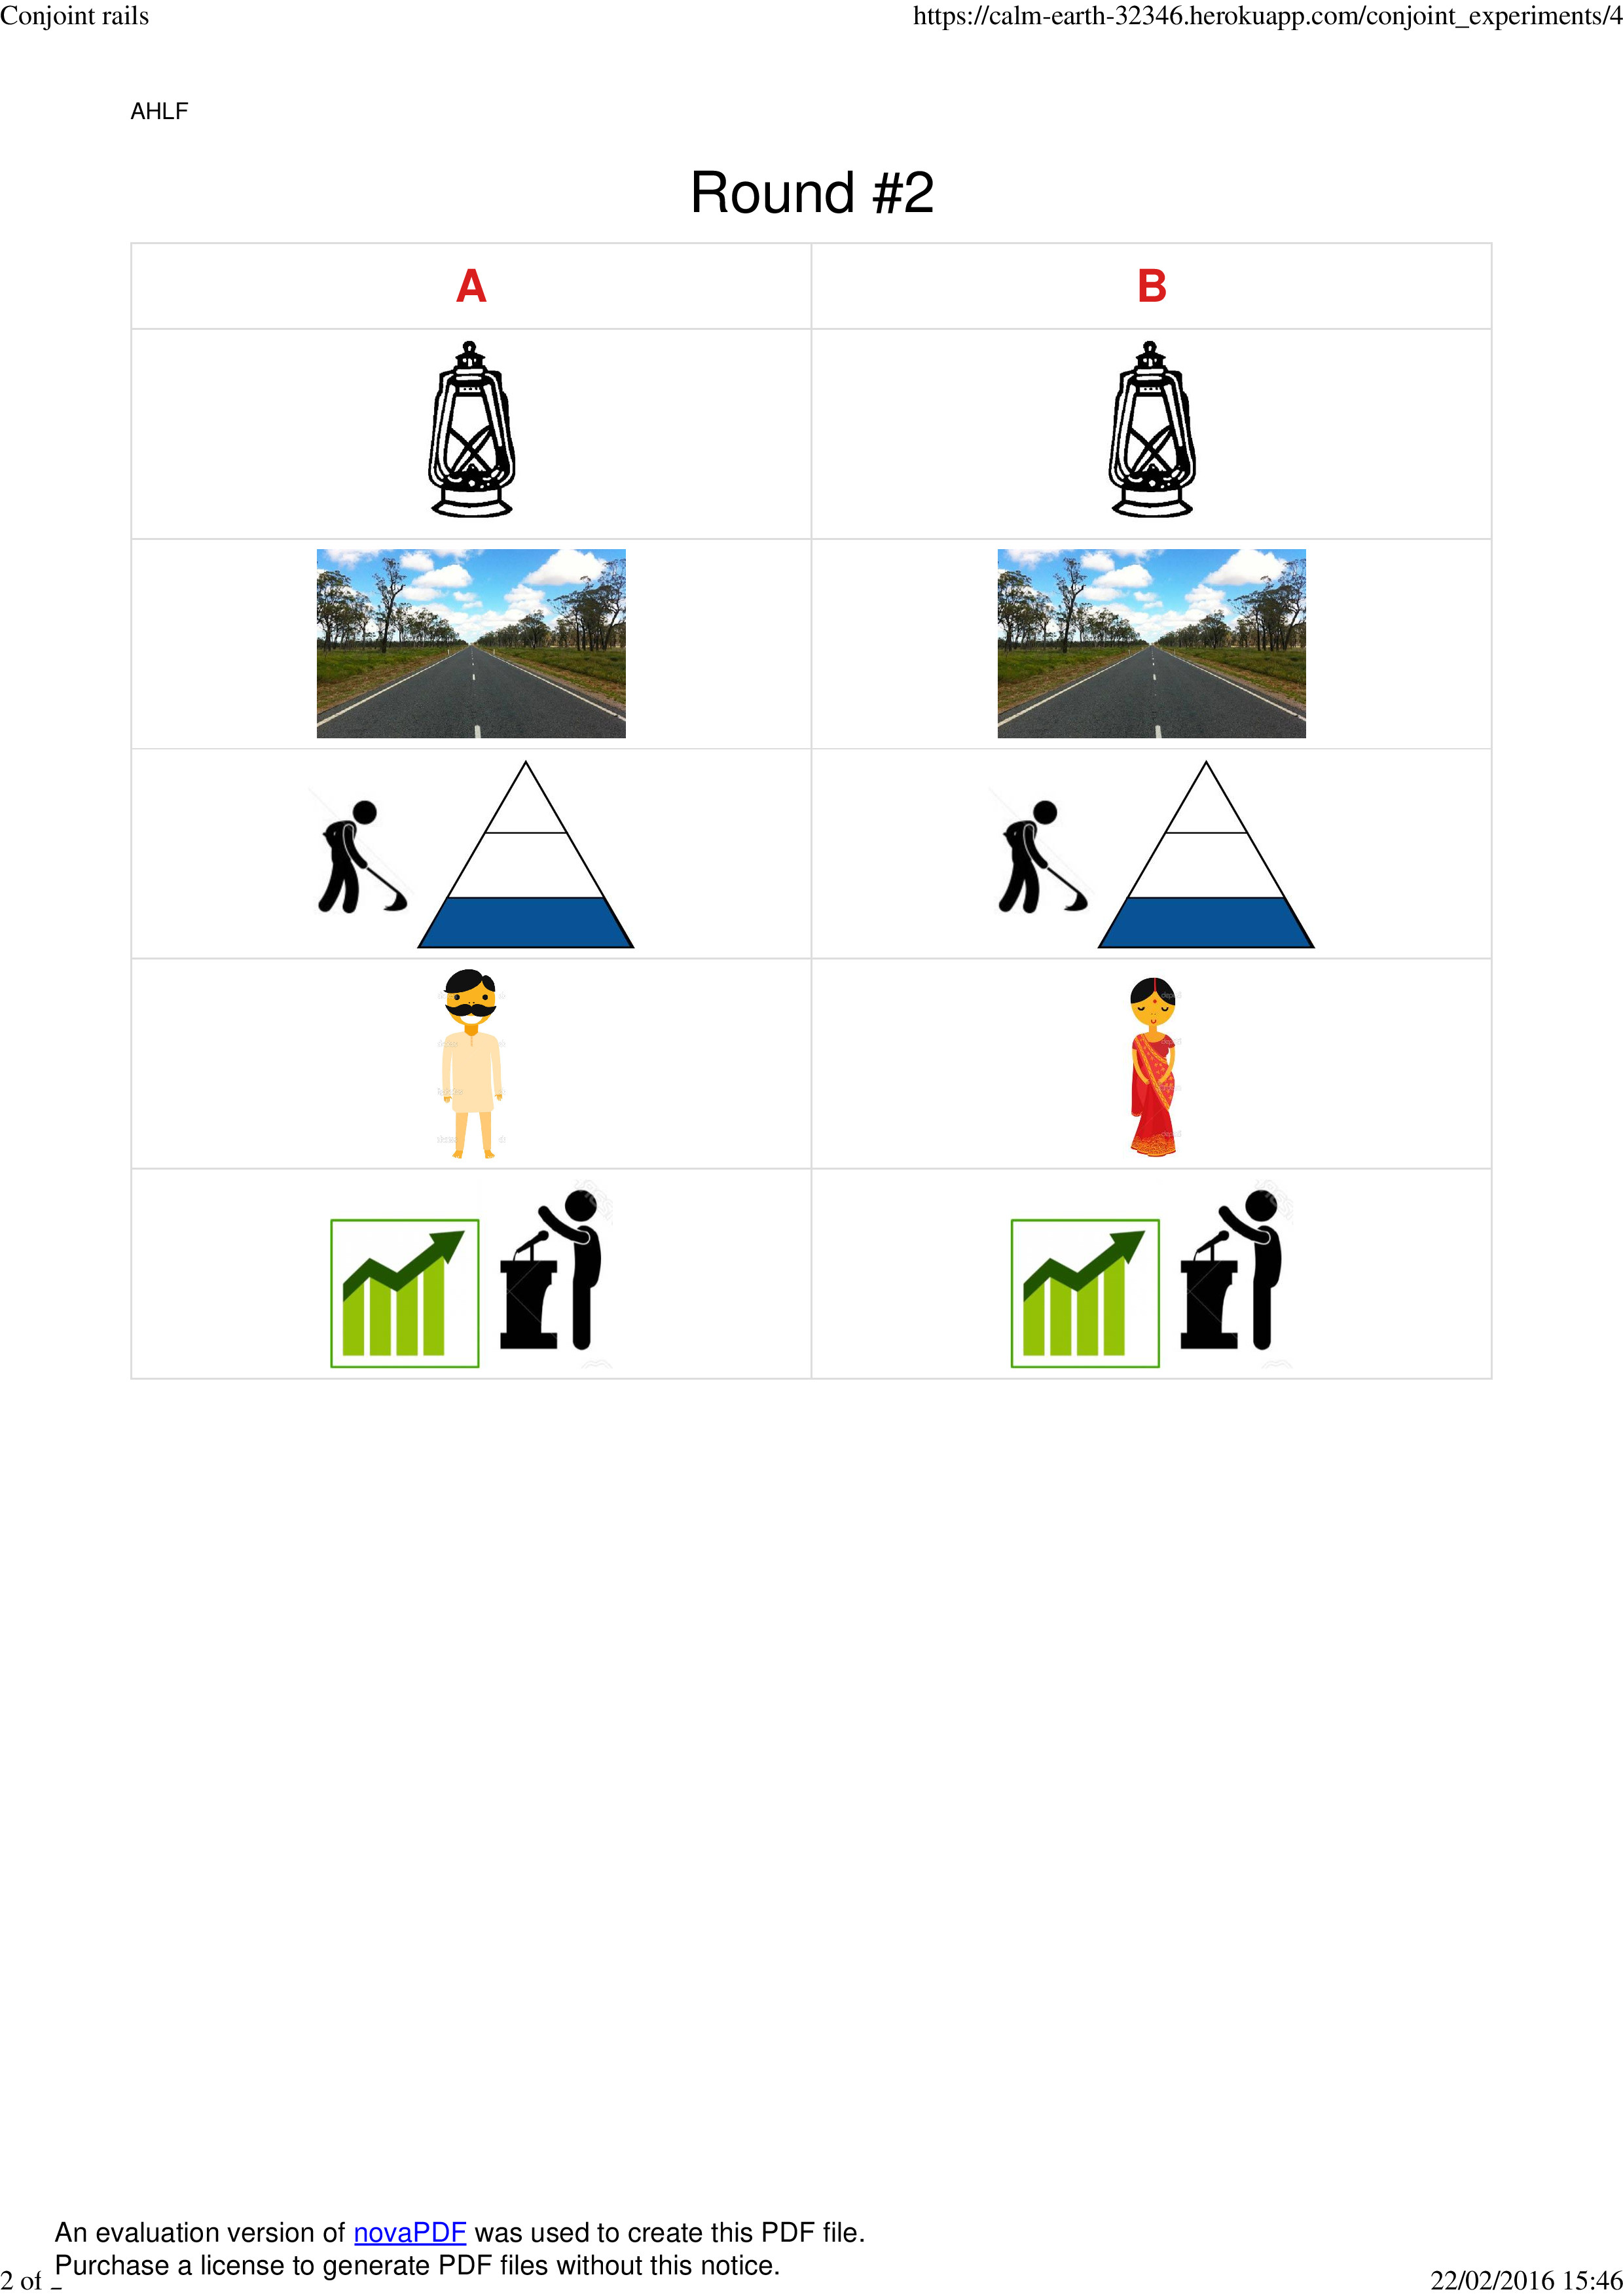 Conjoint rails
https://calm-earth-32346.herokuapp.com/conjoint_experiments/4
AHLF
Round #2
A
B
An evaluation version of novaPDF was used to create this PDF file.
Purchase a license to generate PDF files without this notice.
2 of
22/02/2016 15:46